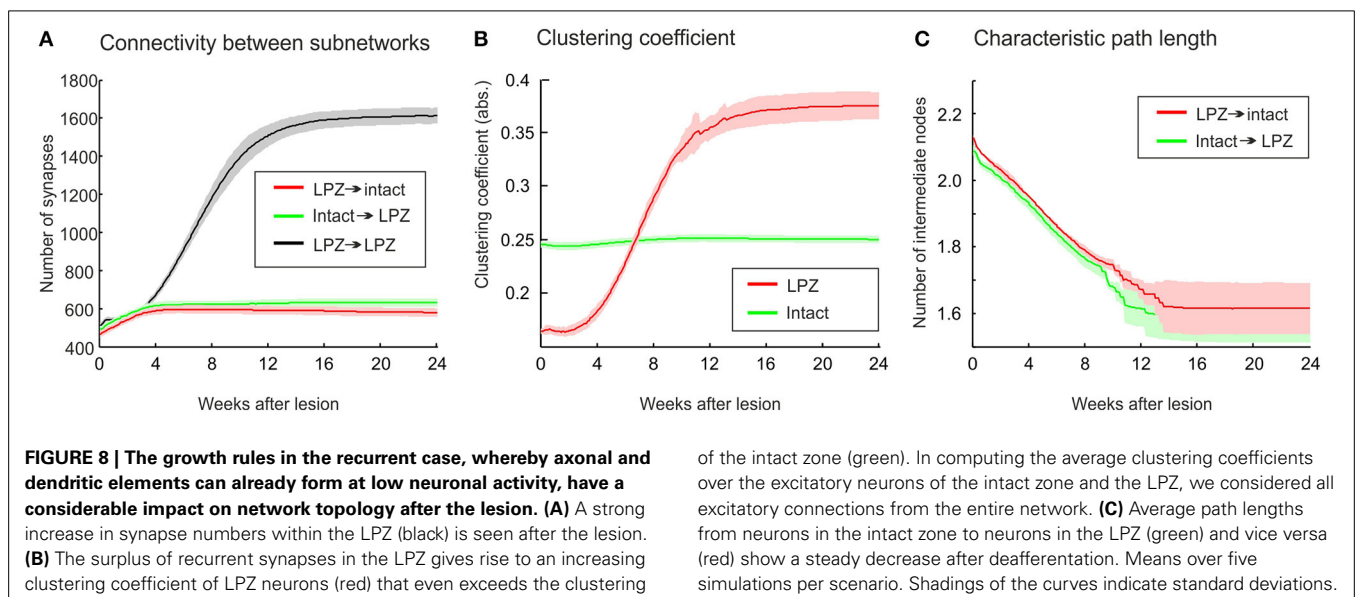 A Connectivity between subnetworks
Number of synapses
1800
1600
1400
1200
1000
800
600
400
0 4 8 12 16 20 24
Weeks after lesion
LPZ➔intact
Intact➔LPZ
LPZ➔LPZ
B Clustering coefficient
Clustering coefficient (abs.)
0.4
0.35
0.3
0.25
0.2
0 4 8 12 16 20 24
Weeks after lesion
LPZ
Intact
C Characteristic path length
Number of intermediate nodes
2.2
2.0
1.8
1.6
0 4 8 12 16 20 24
Weeks after lesion
LPZ➔intact
Intact➔LPZ
FIGURE 8 | The growth rules in the recurrent case, whereby axonal and
dendritic elements can already form at low neuronal activity, have a
considerable impact on network topology after the lesion. (A) A strong
increase in synapse numbers within the LPZ (black) is seen after the lesion.
(B) The surplus of recurrent synapses in the LPZ gives rise to an increasing
clustering coefficient of LPZ neurons (red) that even exceeds the clustering
of the intact zone (green). In computing the average clustering coefficients
over the excitatory neurons of the intact zone and the LPZ, we considered all
excitatory connections from the entire network. (C) Average path lengths
from neurons in the intact zone to neurons in the LPZ (green) and vice versa
(red) show a steady decrease after deafferentation. Means over five
simulations per scenario. Shadings of the curves indicate standard deviations.